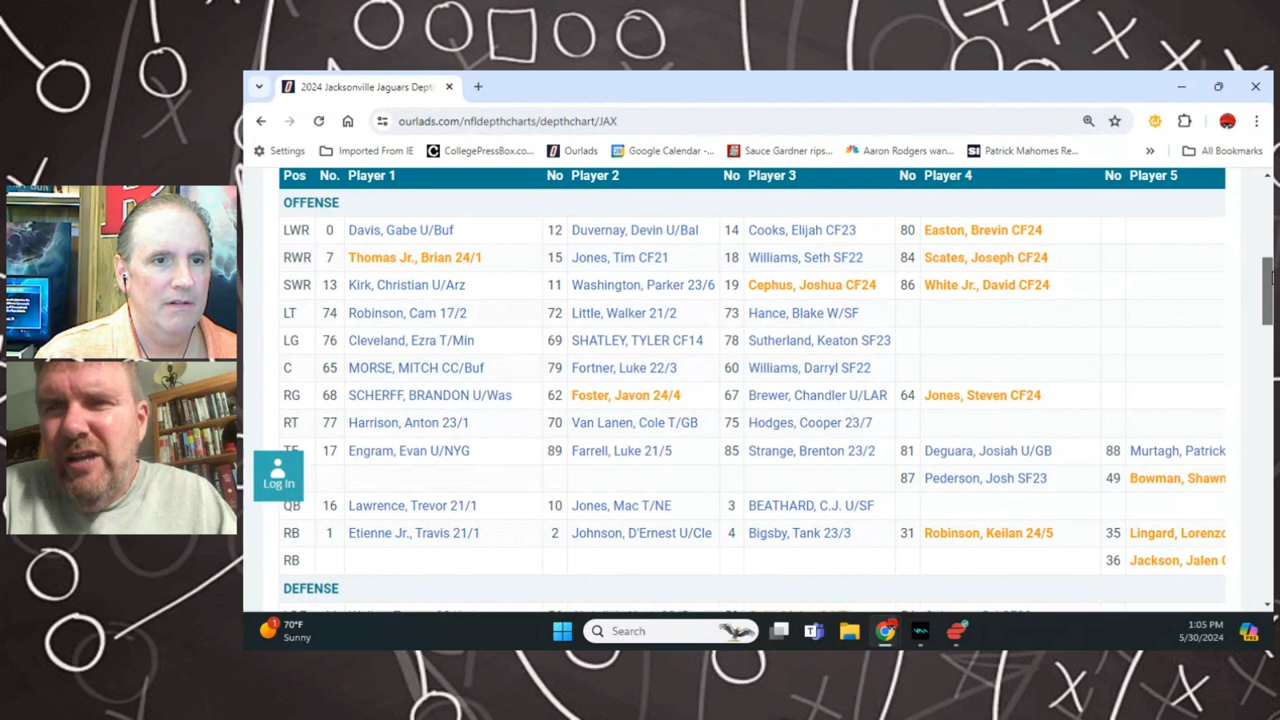 2024 Jacksonville Jaguars Dept
ourlads.com/nfldepthcharts/depthchart/JAX
Settings Imported From IE CollegePressBox.co... Ourlads Google Calendar -... Sauce Gardner rips... Aaron Rodgers wan... Patrick Mahomes Re... All Bookmarks
Pos No. Player 1 No Player 2 No Player 3 No Player 4 No Player 5
OFFENSE
LWR 0 Davis, Gabe U/Buf 12 Duvernay, Devin U/Bal 14 Cooks, Elijah CF23 80 Easton, Brevin CF24
RWR 7 Thomas Jr., Brian 24/1 15 Jones, Tim CF21 18 Williams, Seth SF22 84 Scates, Joseph CF24
SWR 13 Kirk, Christian U/Arz 11 Washington, Parker 23/6 19 Cephus, Joshua CF24 86 White Jr., David CF24
LT 74 Robinson, Cam 17/2 72 Little, Walker 21/2 73 Hance, Blake W/SF
LG 76 Cleveland, Ezra T/Min 69 SHATLEY, TYLER CF14 78 Sutherland, Keaton SF23
C 65 MORSE, MITCH CC/Buf 79 Fortner, Luke 22/3 60 Williams, Darryl SF22
RG 68 SCHERFF, BRANDON U/Was 62 Foster, Javon 24/4 67 Brewer, Chandler U/LAR 64 Jones, Steven CF24
RT 77 Harrison, Anton 23/1 70 Van Lanen, Cole T/GB 75 Hodges, Cooper 23/7
TE 17 Engram, Evan U/NYG 89 Farrell, Luke 21/5 85 Strange, Brenton 23/2 81 Deguara, Josiah U/GB 88 Murtagh, Patrick
87 Pederson, Josh SF23 49 Bowman, Shawn
Log In
QB 16 Lawrence, Trevor 21/1 10 Jones, Mac T/NE 3 BEATHARD, C.J. U/SF
RB 1 Etienne Jr., Travis 21/1 2 Johnson, D'Ernest U/Cle 4 Bigsby, Tank 23/3 31 Robinson, Keilan 24/5 35 Lingard, Lorenzo
RB 36 Jackson, Jalen
DEFENSE
70°F
Sunny
Search
1:05 PM
5/30/2024